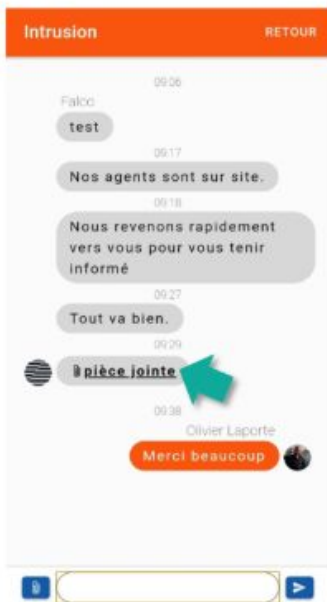 Intrusion RETOUR
09:06
Falco
test
09:17
Nos agents sont sur site.
09:18
Nous revenons rapidement
vers vous pour vous tenir
informé
09:27
Tout va bien.
09:29
pièce jointe
09:38
Olivier Laporte
Merci beaucoup